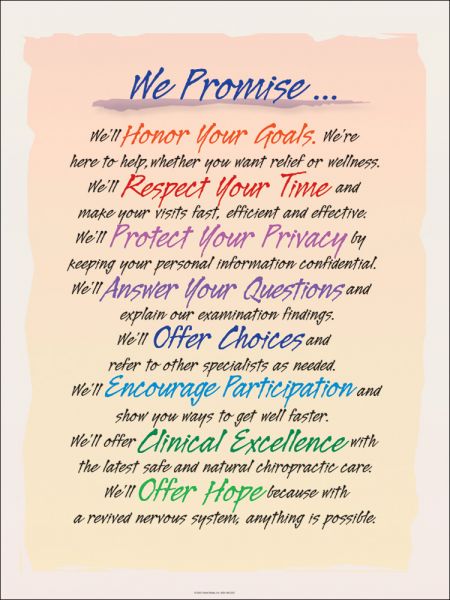 We Promise...
We'll Honor Your Goals. We're
here to help, whether you want relief or wellness.
We'll Respect Your Time and
make your visits fast, efficient and effective.
We'll Protect Your Privacy by
keeping your personal information confidential.
We'll Answer Your Questions and
explain our examination findings.
We'll Offer Choices and
refer to other specialists as needed.
We'll Encourage Participation and
show you ways to get well faster.
We'll offer Clinical Excellence with
the latest safe and natural chiropractic care.
We'll Offer Hope because with
a revived nervous system, anything is possible.